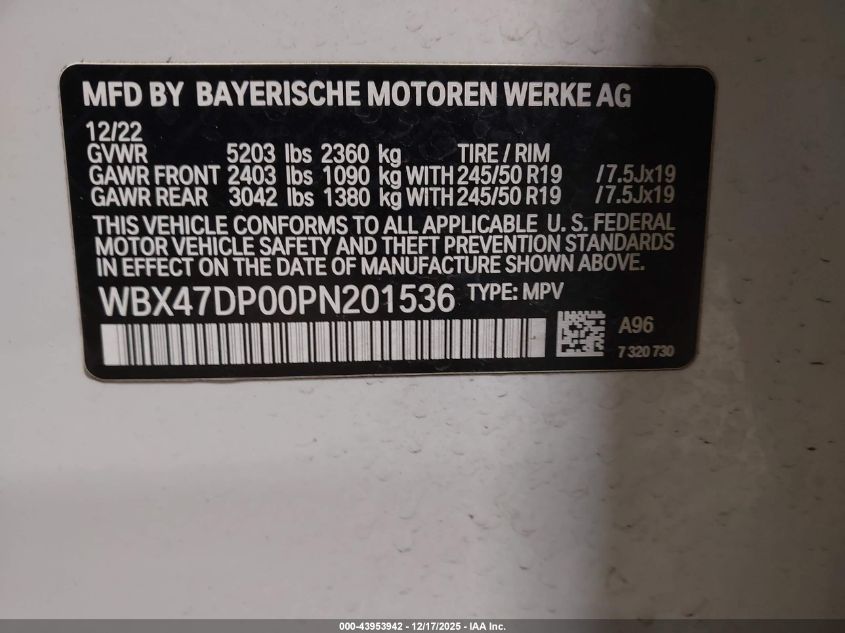 MFD BY BAYERISCHE MOTOREN WERKE AG
12/22
GVWR 5203 lbs 2360 kg TIRE / RIM
GAWR FRONT 2403 lbs 1090 kg WITH 245/50 R19 /7.5Jx19
GAWR REAR 3042 lbs 1380 kg WITH 245/50 R19 /7.5Jx19
THIS VEHICLE CONFORMS TO ALL APPLICABLE U. S. FEDERAL
MOTOR VEHICLE SAFETY AND THEFT PREVENTION STANDARDS
IN EFFECT ON THE DATE OF MANUFACTURE SHOWN ABOVE.
WBX47DP00PN201536 TYPE: MPV
A96
7 320 730
000-43953942 - 12/17/2025 - IAA Inc.